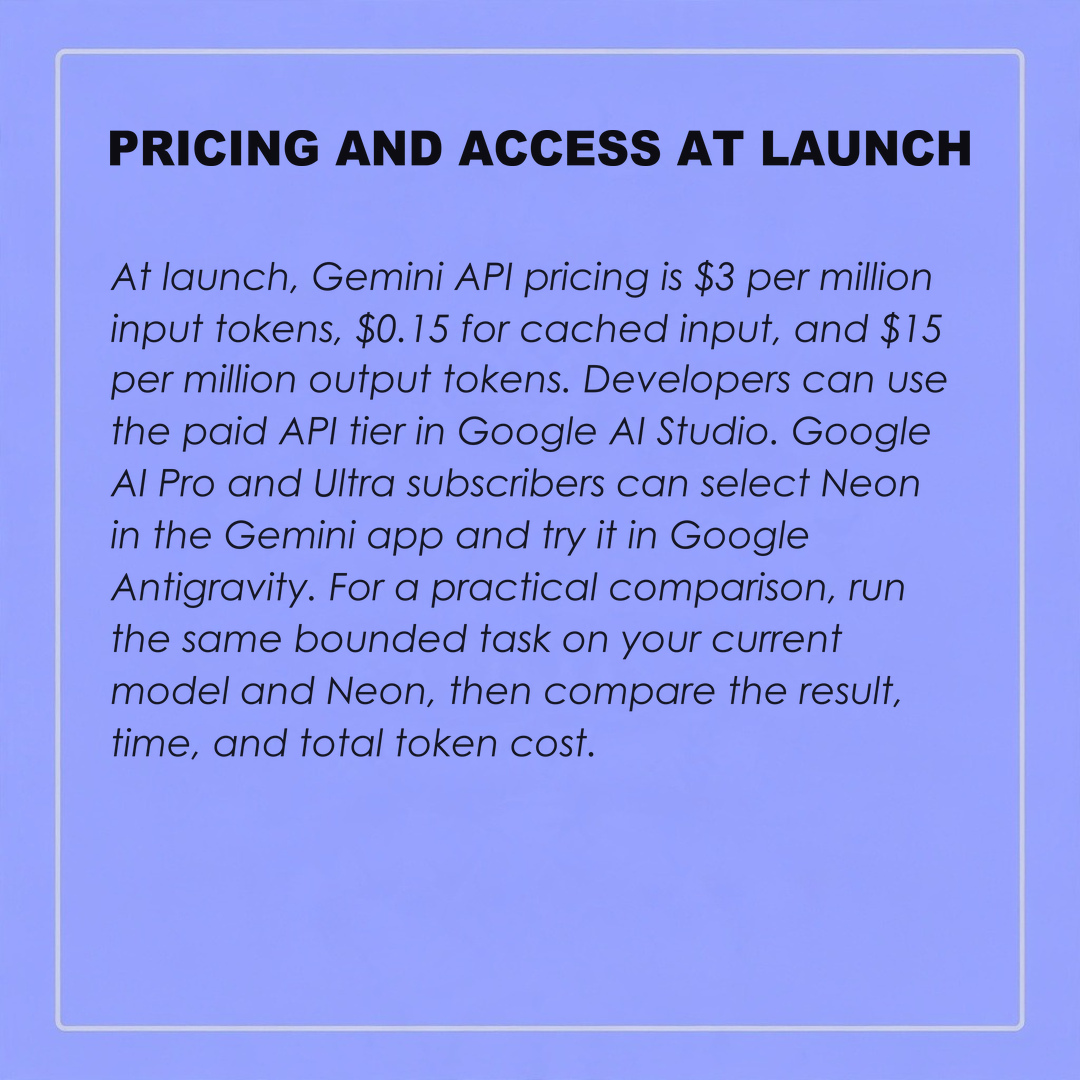 PRICING AND ACCESS AT LAUNCH
At launch, Gemini API pricing is $3 per million
input tokens, $0.15 for cached input, and $15
per million output tokens. Developers can use
the paid API tier in Google AI Studio. Google
AI Pro and Ultra subscribers can select Neon
in the Gemini app and try it in Google
Antigravity. For a practical comparison, run
the same bounded task on your current
model and Neon, then compare the result,
time, and total token cost.